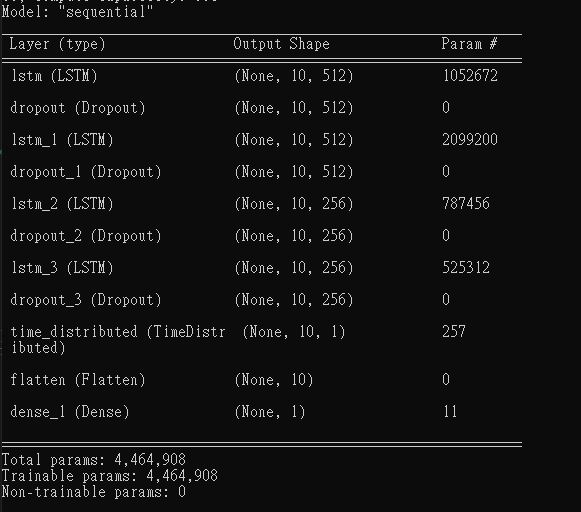 Model: "sequential"
Layer (type) Output Shape Param #
lstm (LSTM) (None, 10, 512) 1052672
dropout (Dropout) (None, 10, 512) 0
lstm_1 (LSTM) (None, 10, 512) 2099200
dropout_1 (Dropout) (None, 10, 512) 0
lstm_2 (LSTM) (None, 10, 256) 787456
dropout_2 (Dropout) (None, 10, 256) 0
lstm_3 (LSTM) (None, 10, 256) 525312
dropout_3 (Dropout) (None, 10, 256) 0
time_distributed (TimeDistr (None, 10, 1) 257
ibuted)
flatten (Flatten) (None, 10) 0
dense_1 (Dense) (None, 1) 11
Total params: 4,464,908
Trainable params: 4,464,908
Non-trainable params: 0